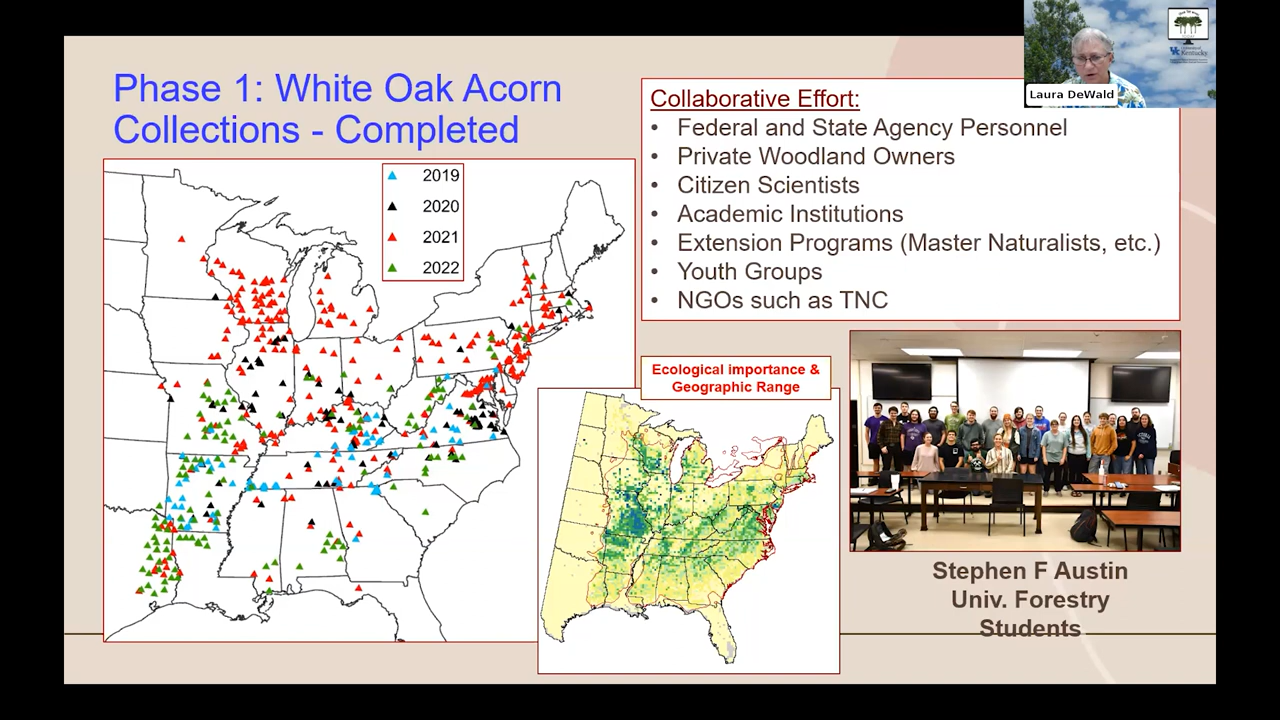 Phase 1: White Oak Acorn
Collections - Completed
2019
2020
2021
2022
Collaborative Effort:
• Federal and State Agency Personnel
• Private Woodland Owners
• Citizen Scientists
• Academic Institutions
• Extension Programs (Master Naturalists, etc.)
• Youth Groups
• NGOs such as TNC
Laura DeWald
Kentucky
Ecological importance &
Geographic Range
Stephen F Austin
Univ. Forestry
Students